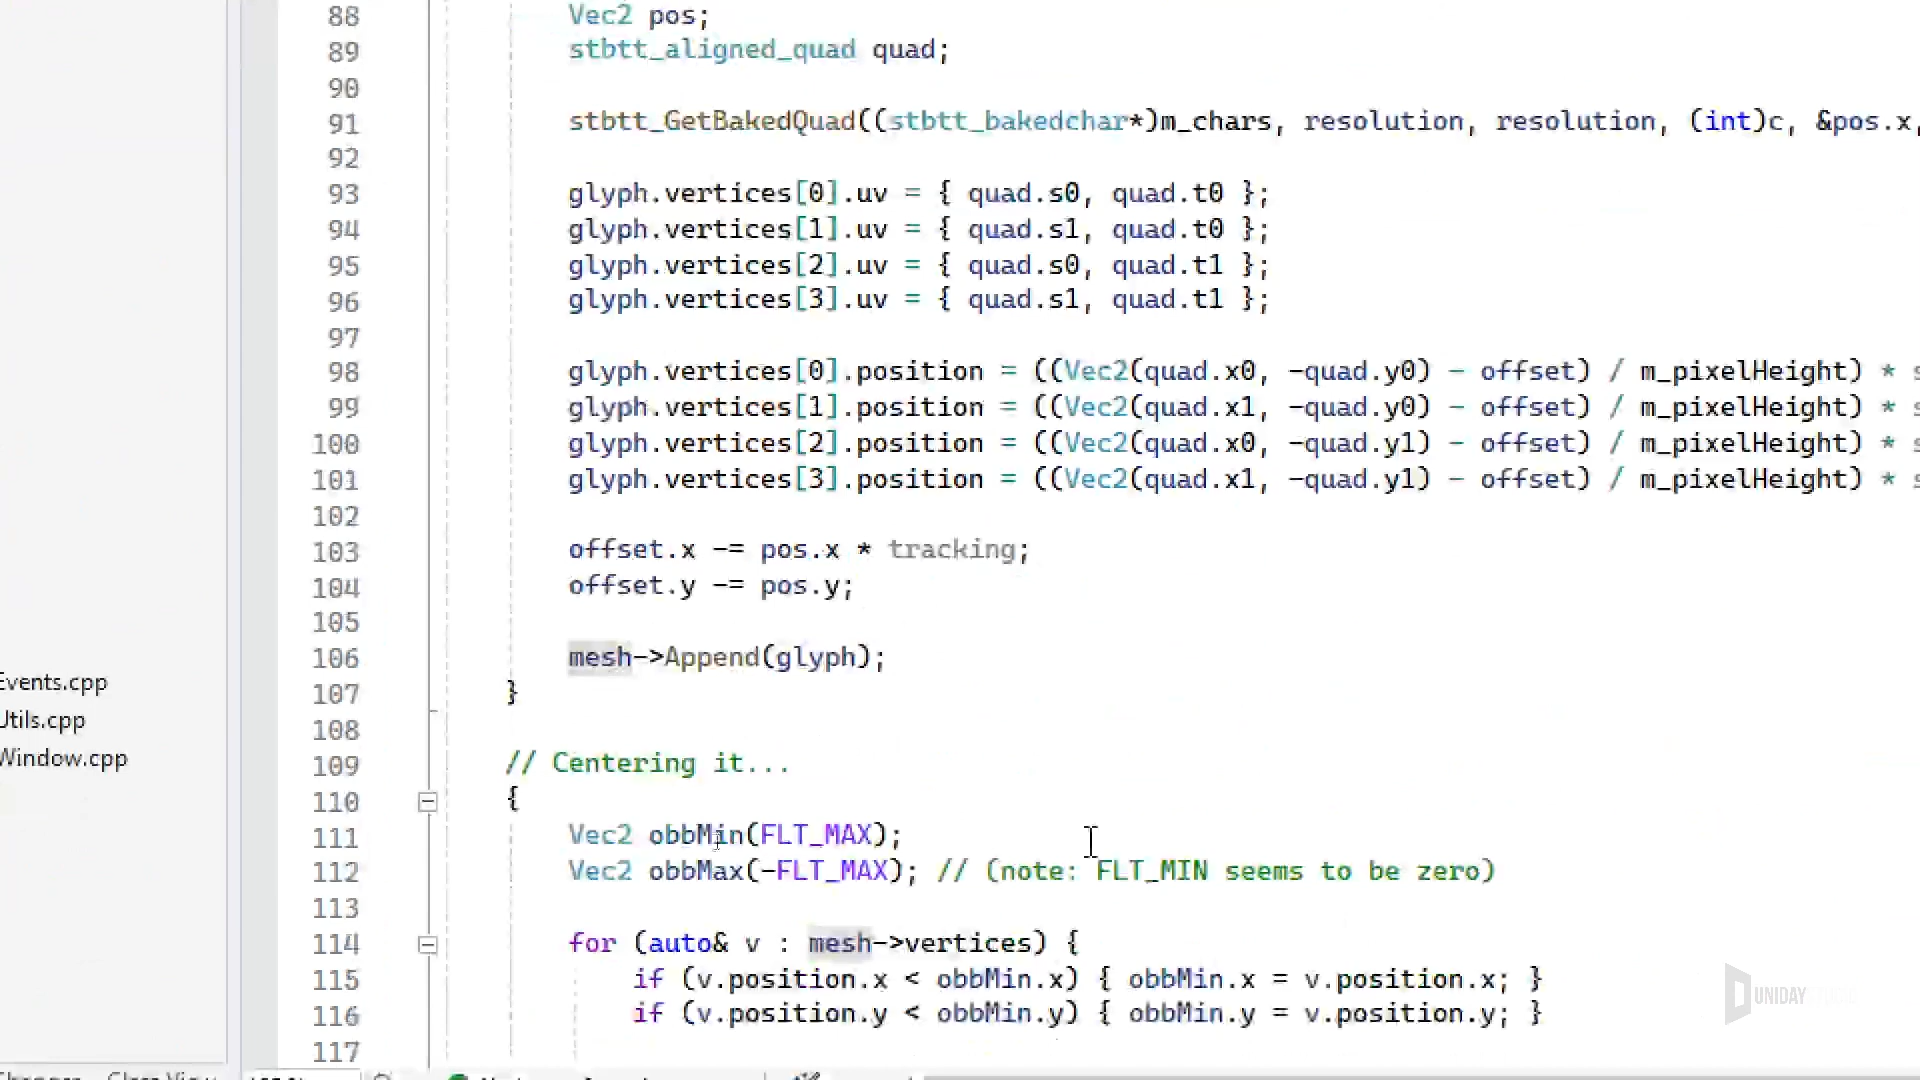 88 Vec2 pos;
89 stbtt_aligned_quad quad;
90
91 stbtt_GetBakedQuad((stbtt_bakedchar*)m_chars, resolution, resolution, (int)c, &pos.x,
92
93 glyph.vertices[0].uv = { quad.s0, quad.t0 };
94 glyph.vertices[1].uv = { quad.s1, quad.t0 };
95 glyph.vertices[2].uv = { quad.s0, quad.t1 };
96 glyph.vertices[3].uv = { quad.s1, quad.t1 };
97
98 glyph.vertices[0].position = ((Vec2(quad.x0, -quad.y0) - offset) / m_pixelHeight) *
99 glyph.vertices[1].position = ((Vec2(quad.x1, -quad.y0) - offset) / m_pixelHeight) *
100 glyph.vertices[2].position = ((Vec2(quad.x0, -quad.y1) - offset) / m_pixelHeight) *
101 glyph.vertices[3].position = ((Vec2(quad.x1, -quad.y1) - offset) / m_pixelHeight) *
102
103 offset.x -= pos.x * tracking;
104 offset.y -= pos.y;
105
106 mesh->Append(glyph);
107 }
108
109 // Centering it...
110 {
111 Vec2 obbMin(FLT_MAX);
112 Vec2 obbMax(-FLT_MAX); // (note: FLT_MIN seems to be zero)
113
114 for (auto& v : mesh->vertices) {
115 if (v.position.x < obbMin.x) { obbMin.x = v.position.x; }
116 if (v.position.y < obbMin.y) { obbMin.y = v.position.y; }
117
Events.cpp
Utils.cpp
Window.cpp
UNIDAY